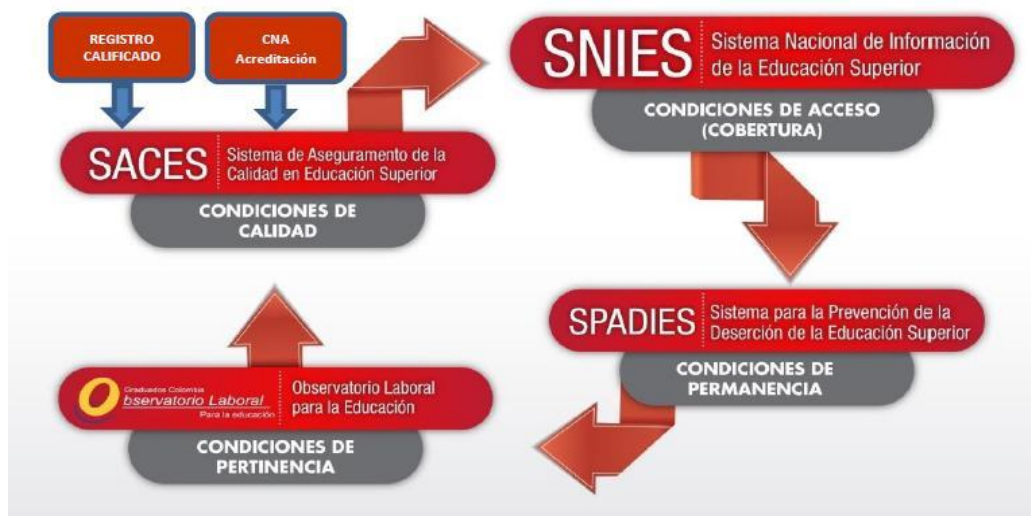 REGISTRO
CALIFICADO
CNA
Acreditación
SACES
Sistema de Aseguramento de la
Calidad en Educación Superior
CONDICIONES DE
CALIDAD
SNIES
Sistema Nacional de Información
de la Educación Superior
CONDICIONES DE ACCESO
(COBERTURA)
SPADIES
Sistema para la Prevención de la
Deserción de la Educación Superior
CONDICIONES DE
PERMANENCIA
Graduados Colombia
Observatorio Laboral
Para la educación
Observatorio Laboral
para la Educación
CONDICIONES DE
PERTINENCIA